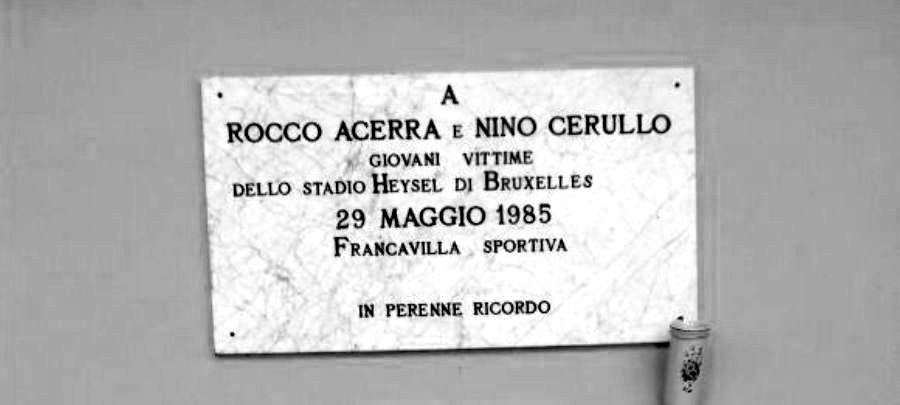 A
ROCCO ACERRA E NINO CERULLO
GIOVANI VITTIME
DELLO STADIO HEYSEL DI BRUXELLES
29 MAGGIO 1985
FRANCAVILLA SPORTIVA
IN PERENNE RICORDO